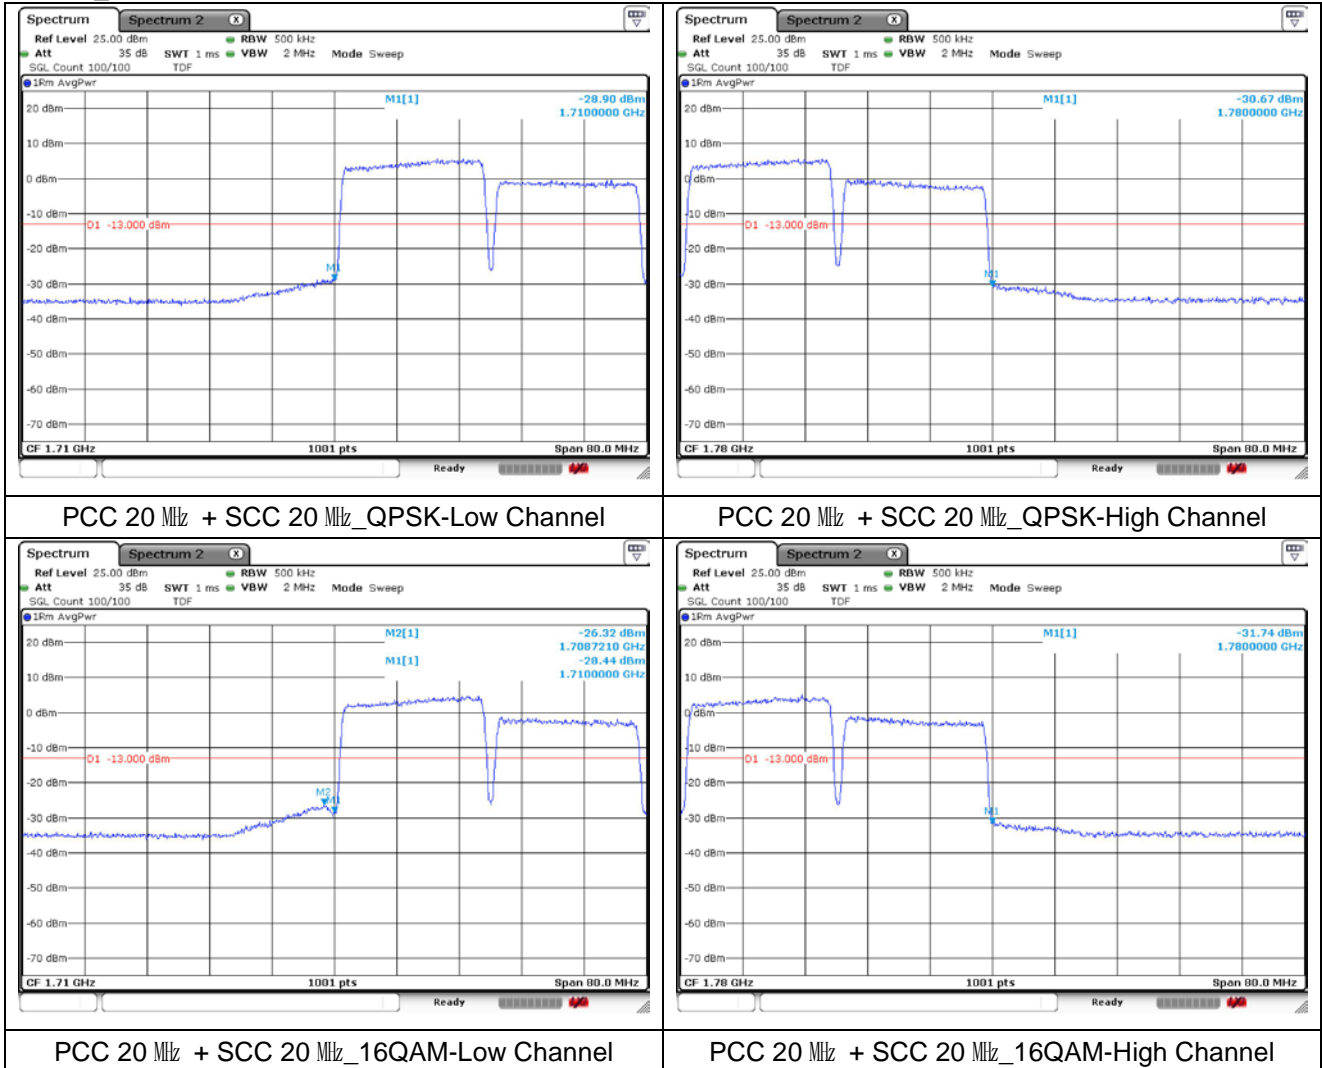 Spectrum Spectrum 2 X
Ref Level 25.00 dBm RBW 500 kHz
Att 35 dB SWT 1 ms VBW 2 MHz Mode Sweep
SGL Count 100/100 TDF
1Rm AvgPwr
M1[1] -28.90 dBm
1.7100000 GHz
20 dBm
10 dBm
0 dBm
-10 dBm
D1 -13.000 dBm
-20 dBm
M1
-30 dBm
-40 dBm
-50 dBm
-60 dBm
-70 dBm
CF 1.71 GHz 1001 pts Span 80.0 MHz
Ready
PCC 20 ㎒ + SCC 20 ㎒_QPSK-Low Channel
Spectrum Spectrum 2 X
Ref Level 25.00 dBm RBW 500 kHz
Att 35 dB SWT 1 ms VBW 2 MHz Mode Sweep
SGL Count 100/100 TDF
1Rm AvgPwr
M1[1] -30.67 dBm
1.7800000 GHz
20 dBm
10 dBm
0 dBm
-10 dBm
D1 -13.000 dBm
-20 dBm
M1
-30 dBm
-40 dBm
-50 dBm
-60 dBm
-70 dBm
CF 1.78 GHz 1001 pts Span 80.0 MHz
Ready
PCC 20 ㎒ + SCC 20 ㎒_QPSK-High Channel
Spectrum Spectrum 2 X
Ref Level 25.00 dBm RBW 500 kHz
Att 35 dB SWT 1 ms VBW 2 MHz Mode Sweep
SGL Count 100/100 TDF
1Rm AvgPwr
M2[1] -26.32 dBm
1.7087210 GHz
M1[1] -28.44 dBm
1.7100000 GHz
20 dBm
10 dBm
0 dBm
-10 dBm
D1 -13.000 dBm
-20 dBm
M2 M1
-30 dBm
-40 dBm
-50 dBm
-60 dBm
-70 dBm
CF 1.71 GHz 1001 pts Span 80.0 MHz
Ready
PCC 20 ㎒ + SCC 20 ㎒_16QAM-Low Channel
Spectrum Spectrum 2 X
Ref Level 25.00 dBm RBW 500 kHz
Att 35 dB SWT 1 ms VBW 2 MHz Mode Sweep
SGL Count 100/100 TDF
1Rm AvgPwr
M1[1] -31.74 dBm
1.7800000 GHz
20 dBm
10 dBm
0 dBm
-10 dBm
D1 -13.000 dBm
-20 dBm
M1
-30 dBm
-40 dBm
-50 dBm
-60 dBm
-70 dBm
CF 1.78 GHz 1001 pts Span 80.0 MHz
Ready
PCC 20 ㎒ + SCC 20 ㎒_16QAM-High Channel